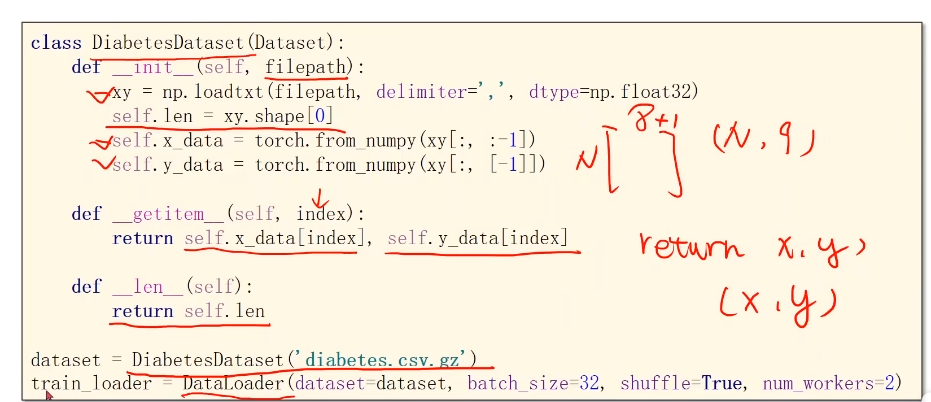 class DiabetesDataset(Dataset):
    def __init__(self, filepath):
        xy = np.loadtxt(filepath, delimiter=',', dtype=np.float32)
        self.len = xy.shape[0]
        self.x_data = torch.from_numpy(xy[:, :-1])
        self.y_data = torch.from_numpy(xy[:, [-1]])
8+1
N [ ] (N, 9)
    def __getitem__(self, index):
        return self.x_data[index], self.y_data[index]
return x, y,
(x, y)
    def __len__(self):
        return self.len
dataset = DiabetesDataset('diabetes.csv.gz')
train_loader = DataLoader(dataset=dataset, batch_size=32, shuffle=True, num_workers=2)